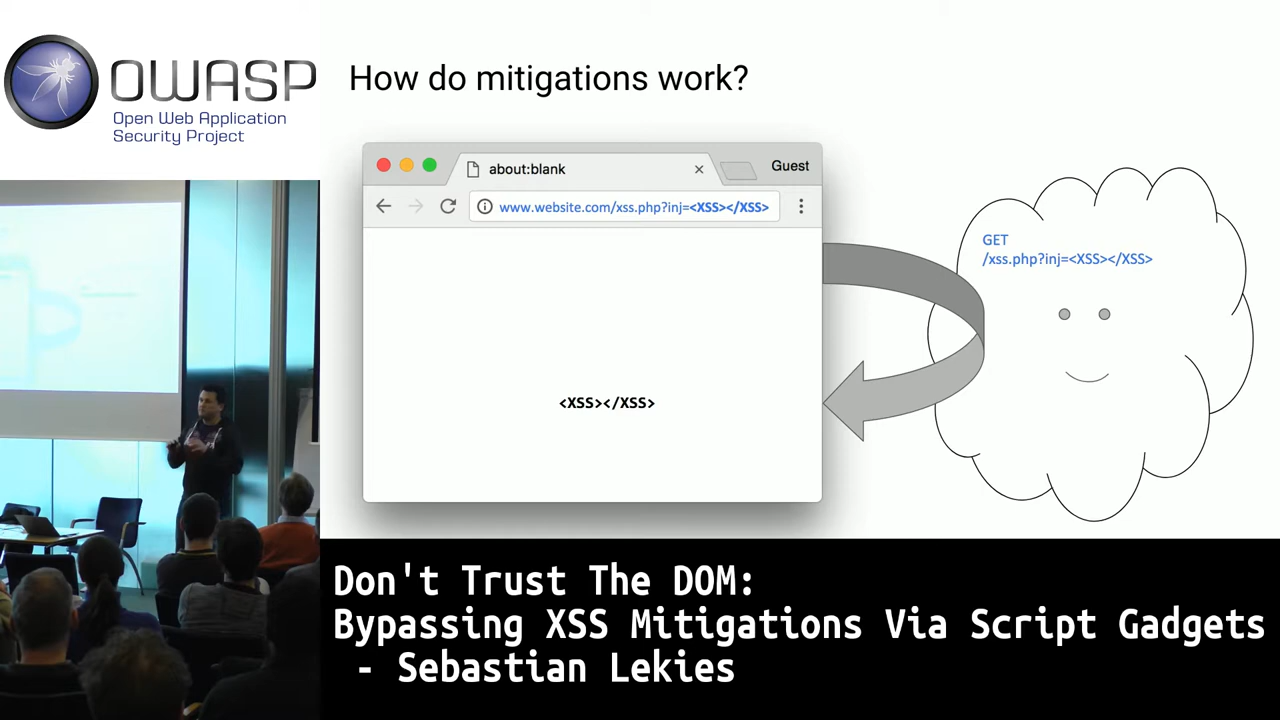 OWASP
Open Web Application
Security Project
How do mitigations work?
about:blank
Guest
www.website.com/xss.php?inj=<XSS></XSS>
GET
/xss.php?inj=<XSS></XSS>
<XSS></XSS>
Don't Trust The DOM:
Bypassing XSS Mitigations Via Script Gadgets
- Sebastian Lekies